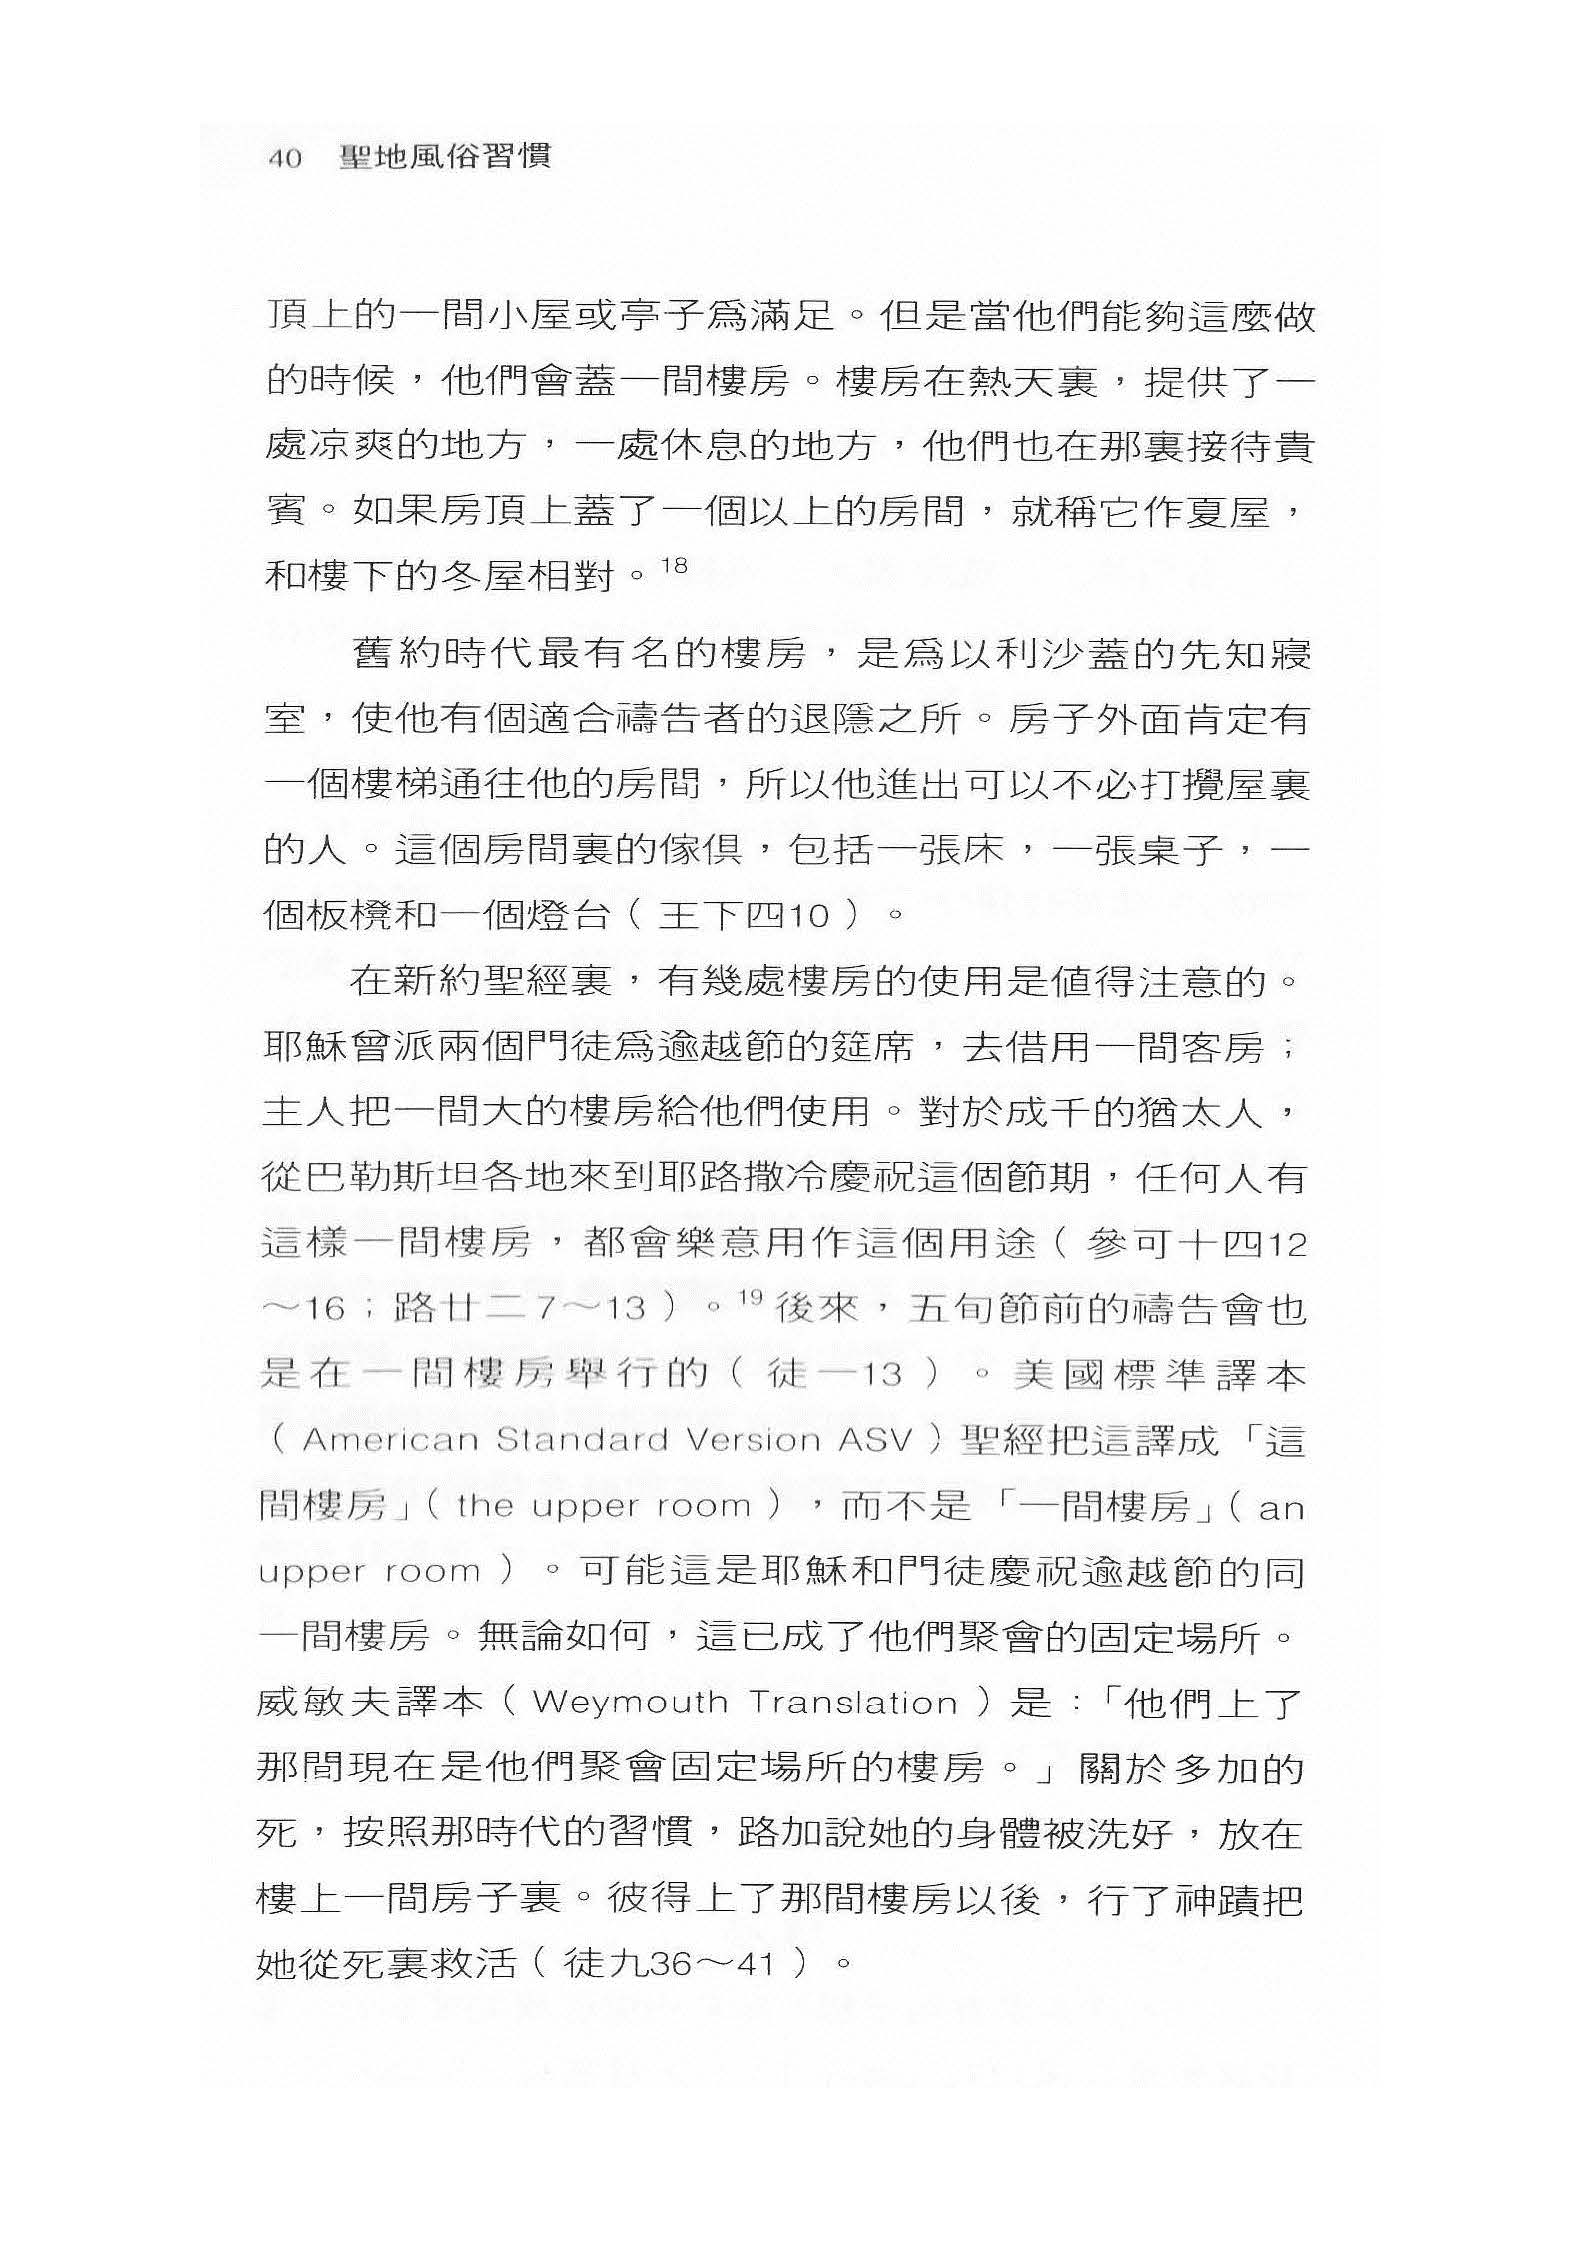 40 聖地風俗習慣
頂上的一間小屋或亭子爲滿足。但是當他們能夠這麼做
的時候，他們會蓋一間樓房。樓房在熱天裏，提供了一
處凉爽的地方，一處休息的地方，他們也在那裏接待貴
賓。如果房頂上蓋了一個以上的房間，就稱它作夏屋，
和樓下的冬屋相對。18
舊約時代最有名的樓房，是爲以利沙蓋的先知寢
室，使他有個適合禱告者的退隱之所。房子外面肯定有
一個樓梯通往他的房間，所以他進出可以不必打攪屋裏
的人。這個房間裏的傢俱，包括一張床，一張桌子，一
個板櫈和一個燈台（王下四10）。
在新約聖經裏，有幾處樓房的使用是值得注意的。
耶穌曾派兩個門徒爲逾越節的筵席，去借用一間客房；
主人把一間大的樓房給他們使用。對於成千的猶太人，
從巴勒斯坦各地來到耶路撒冷慶祝這個節期，任何人有
這樣一間樓房，都會樂意用作這個用途（參可十四12
～16；路廿二7～13）。19後來，五旬節前的禱告會也
是在一間樓房舉行的（徒一13）。美國標準譯本
（American Standard Version ASV）聖經把這譯成「這
間樓房」（the upper room），而不是「一間樓房」（an
upper room）。可能這是耶穌和門徒慶祝逾越節的同
一間樓房。無論如何，這已成了他們聚會的固定場所。
威敏夫譯本（Weymouth Translation）是：「他們上了
那間現在是他們聚會固定場所的樓房。」關於多加的
死，按照那時代的習慣，路加說她的身體被洗好，放在
樓上一間房子裏。彼得上了那間樓房以後，行了神蹟把
她從死裏救活（徒九36～41）。